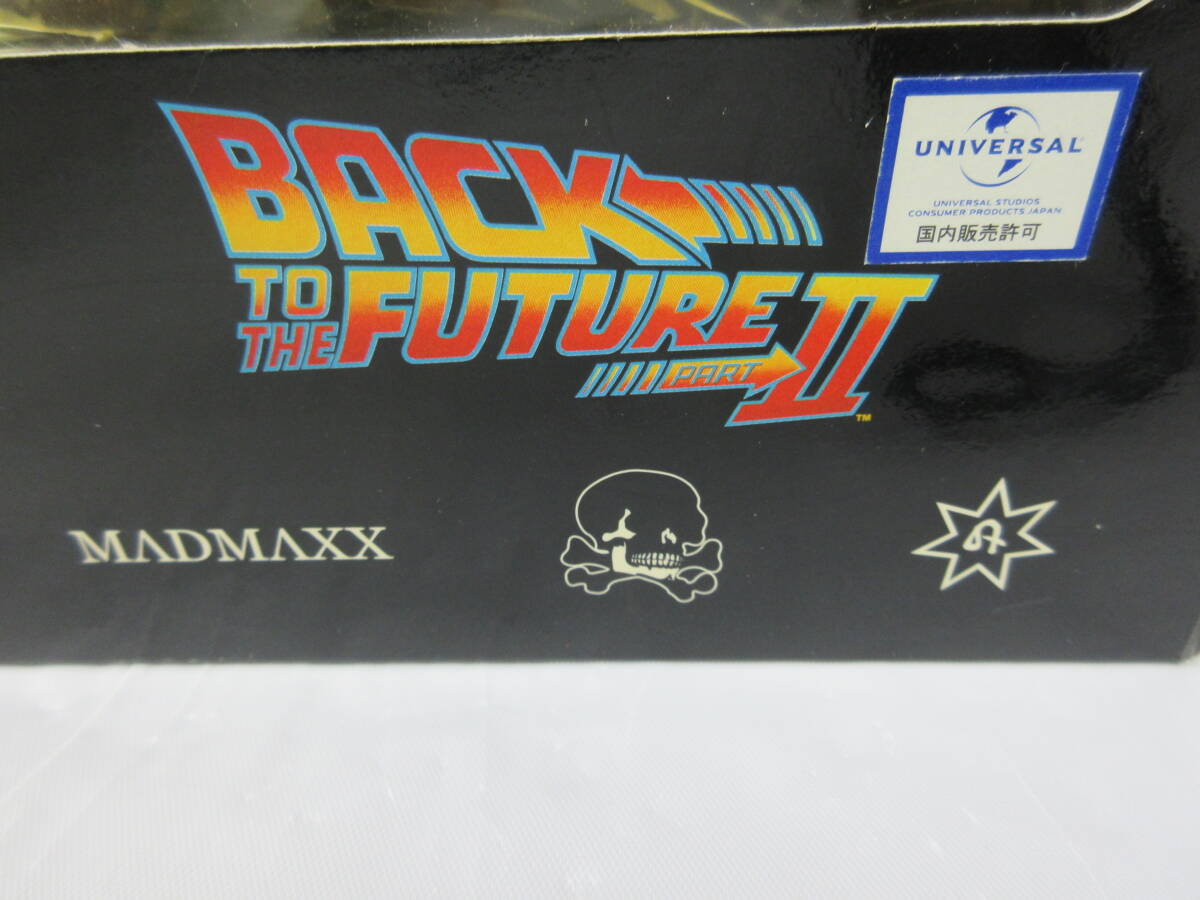 BACK
TO
THE FUTURE II
PART
TM
UNIVERSAL
UNIVERSAL STUDIOS
CONSUMER PRODUCTS JAPAN
国内販売許可
MADMAXX